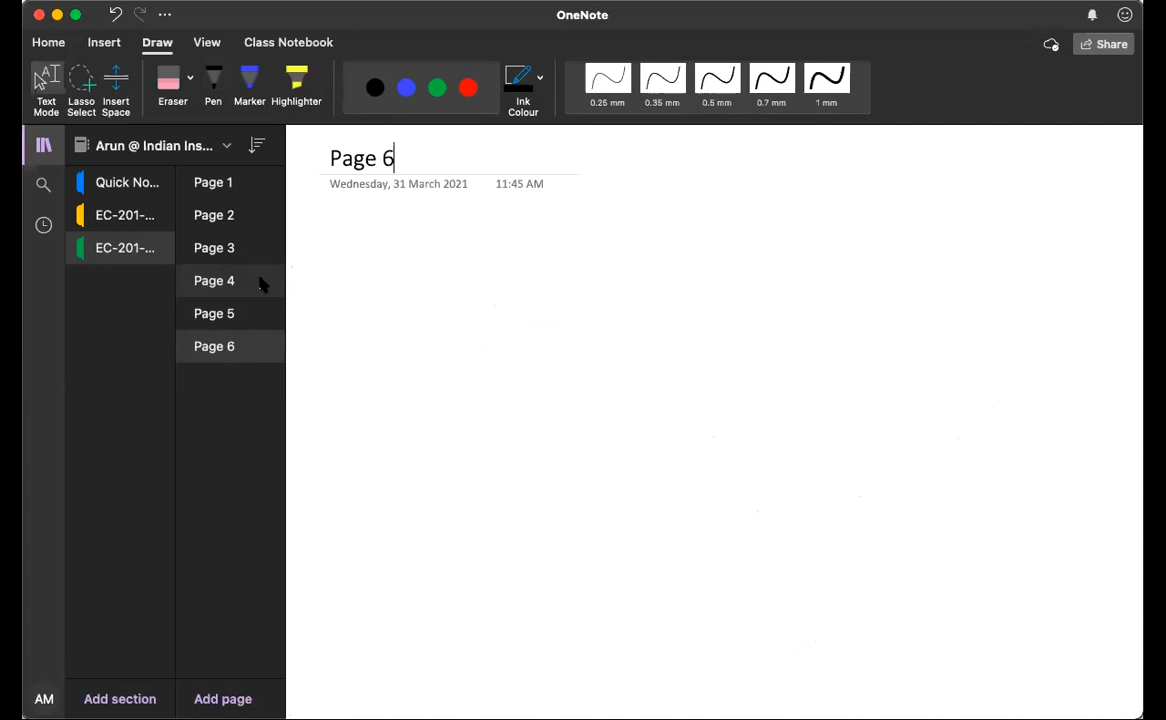 OneNote
Home Insert Draw View Class Notebook
Share
Text Mode
Lasso Select
Insert Space
Eraser
Pen
Marker
Highlighter
Ink Colour
0.25 mm
0.35 mm
0.5 mm
0.7 mm
1 mm
Arun @ Indian Ins...
Quick No...
EC-201-...
EC-201-...
Page 1
Page 2
Page 3
Page 4
Page 5
Page 6
Page 6
Wednesday, 31 March 2021 11:45 AM
AM
Add section
Add page